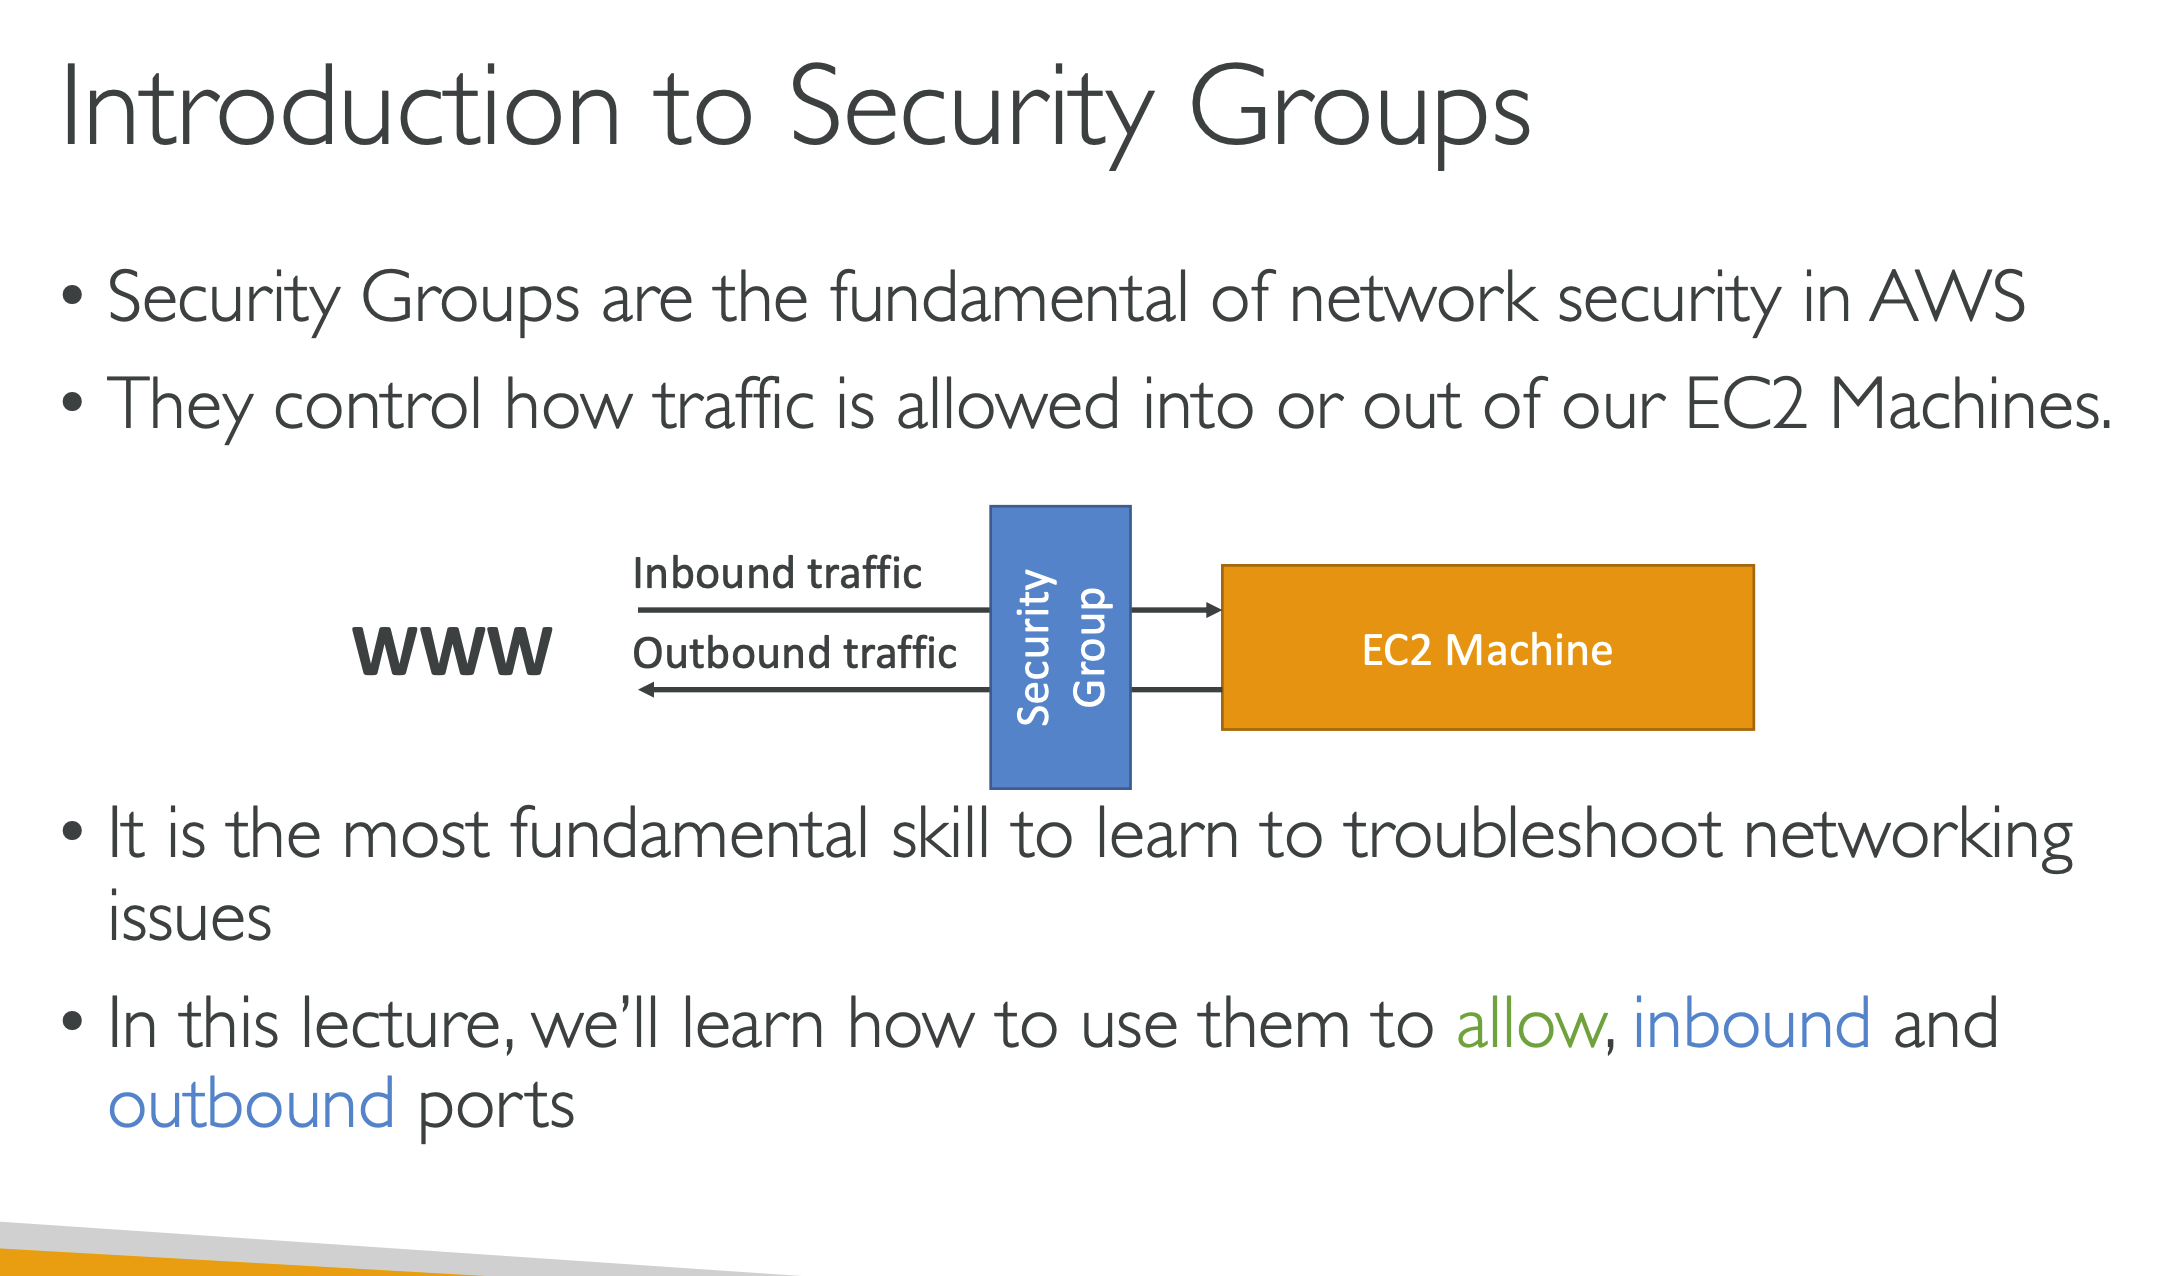 Introduction to Security Groups
• Security Groups are the fundamental of network security in AWS
• They control how traffic is allowed into or out of our EC2 Machines.
Inbound traffic
WWW
Outbound traffic
Security
Group
EC2 Machine
• It is the most fundamental skill to learn to troubleshoot networking
issues
• In this lecture, we’ll learn how to use them to allow, inbound and
outbound ports